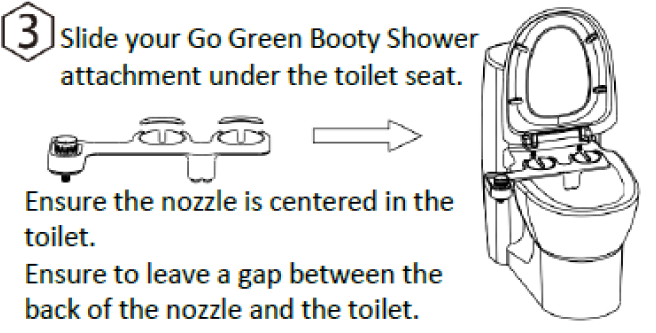 3
Slide your Go Green Booty Shower
attachment under the toilet seat.
Ensure the nozzle is centered in the
toilet.
Ensure to leave a gap between the
back of the nozzle and the toilet.